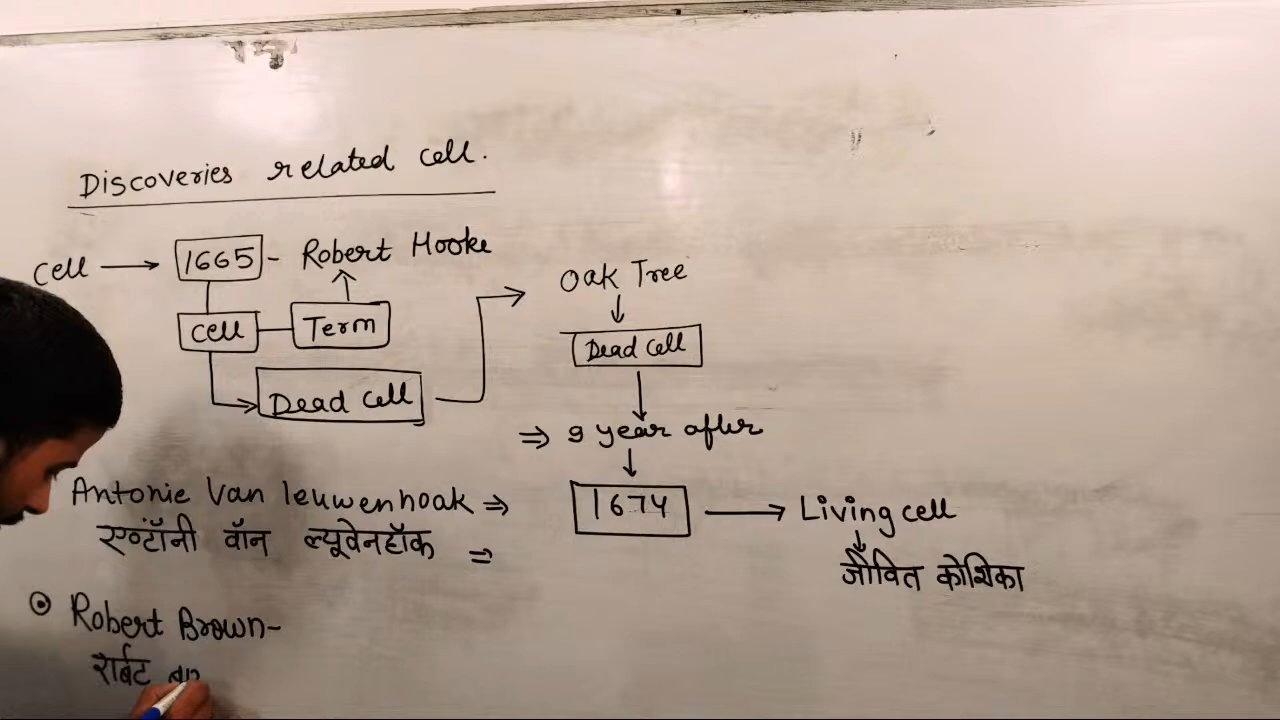 Discoveries related cell.
Cell → 1665 - Robert Hooke
Cell - Term
Dead Cell
Oak Tree
Dead Cell
⇒ 9 year after
1674 → Living cell
जीवित कोशिका
Antonie Van leuwenhoak ⇒
एण्टॉनी वॉन ल्यूवेनहॉक ⇒
Robert Brown-
रार्बट